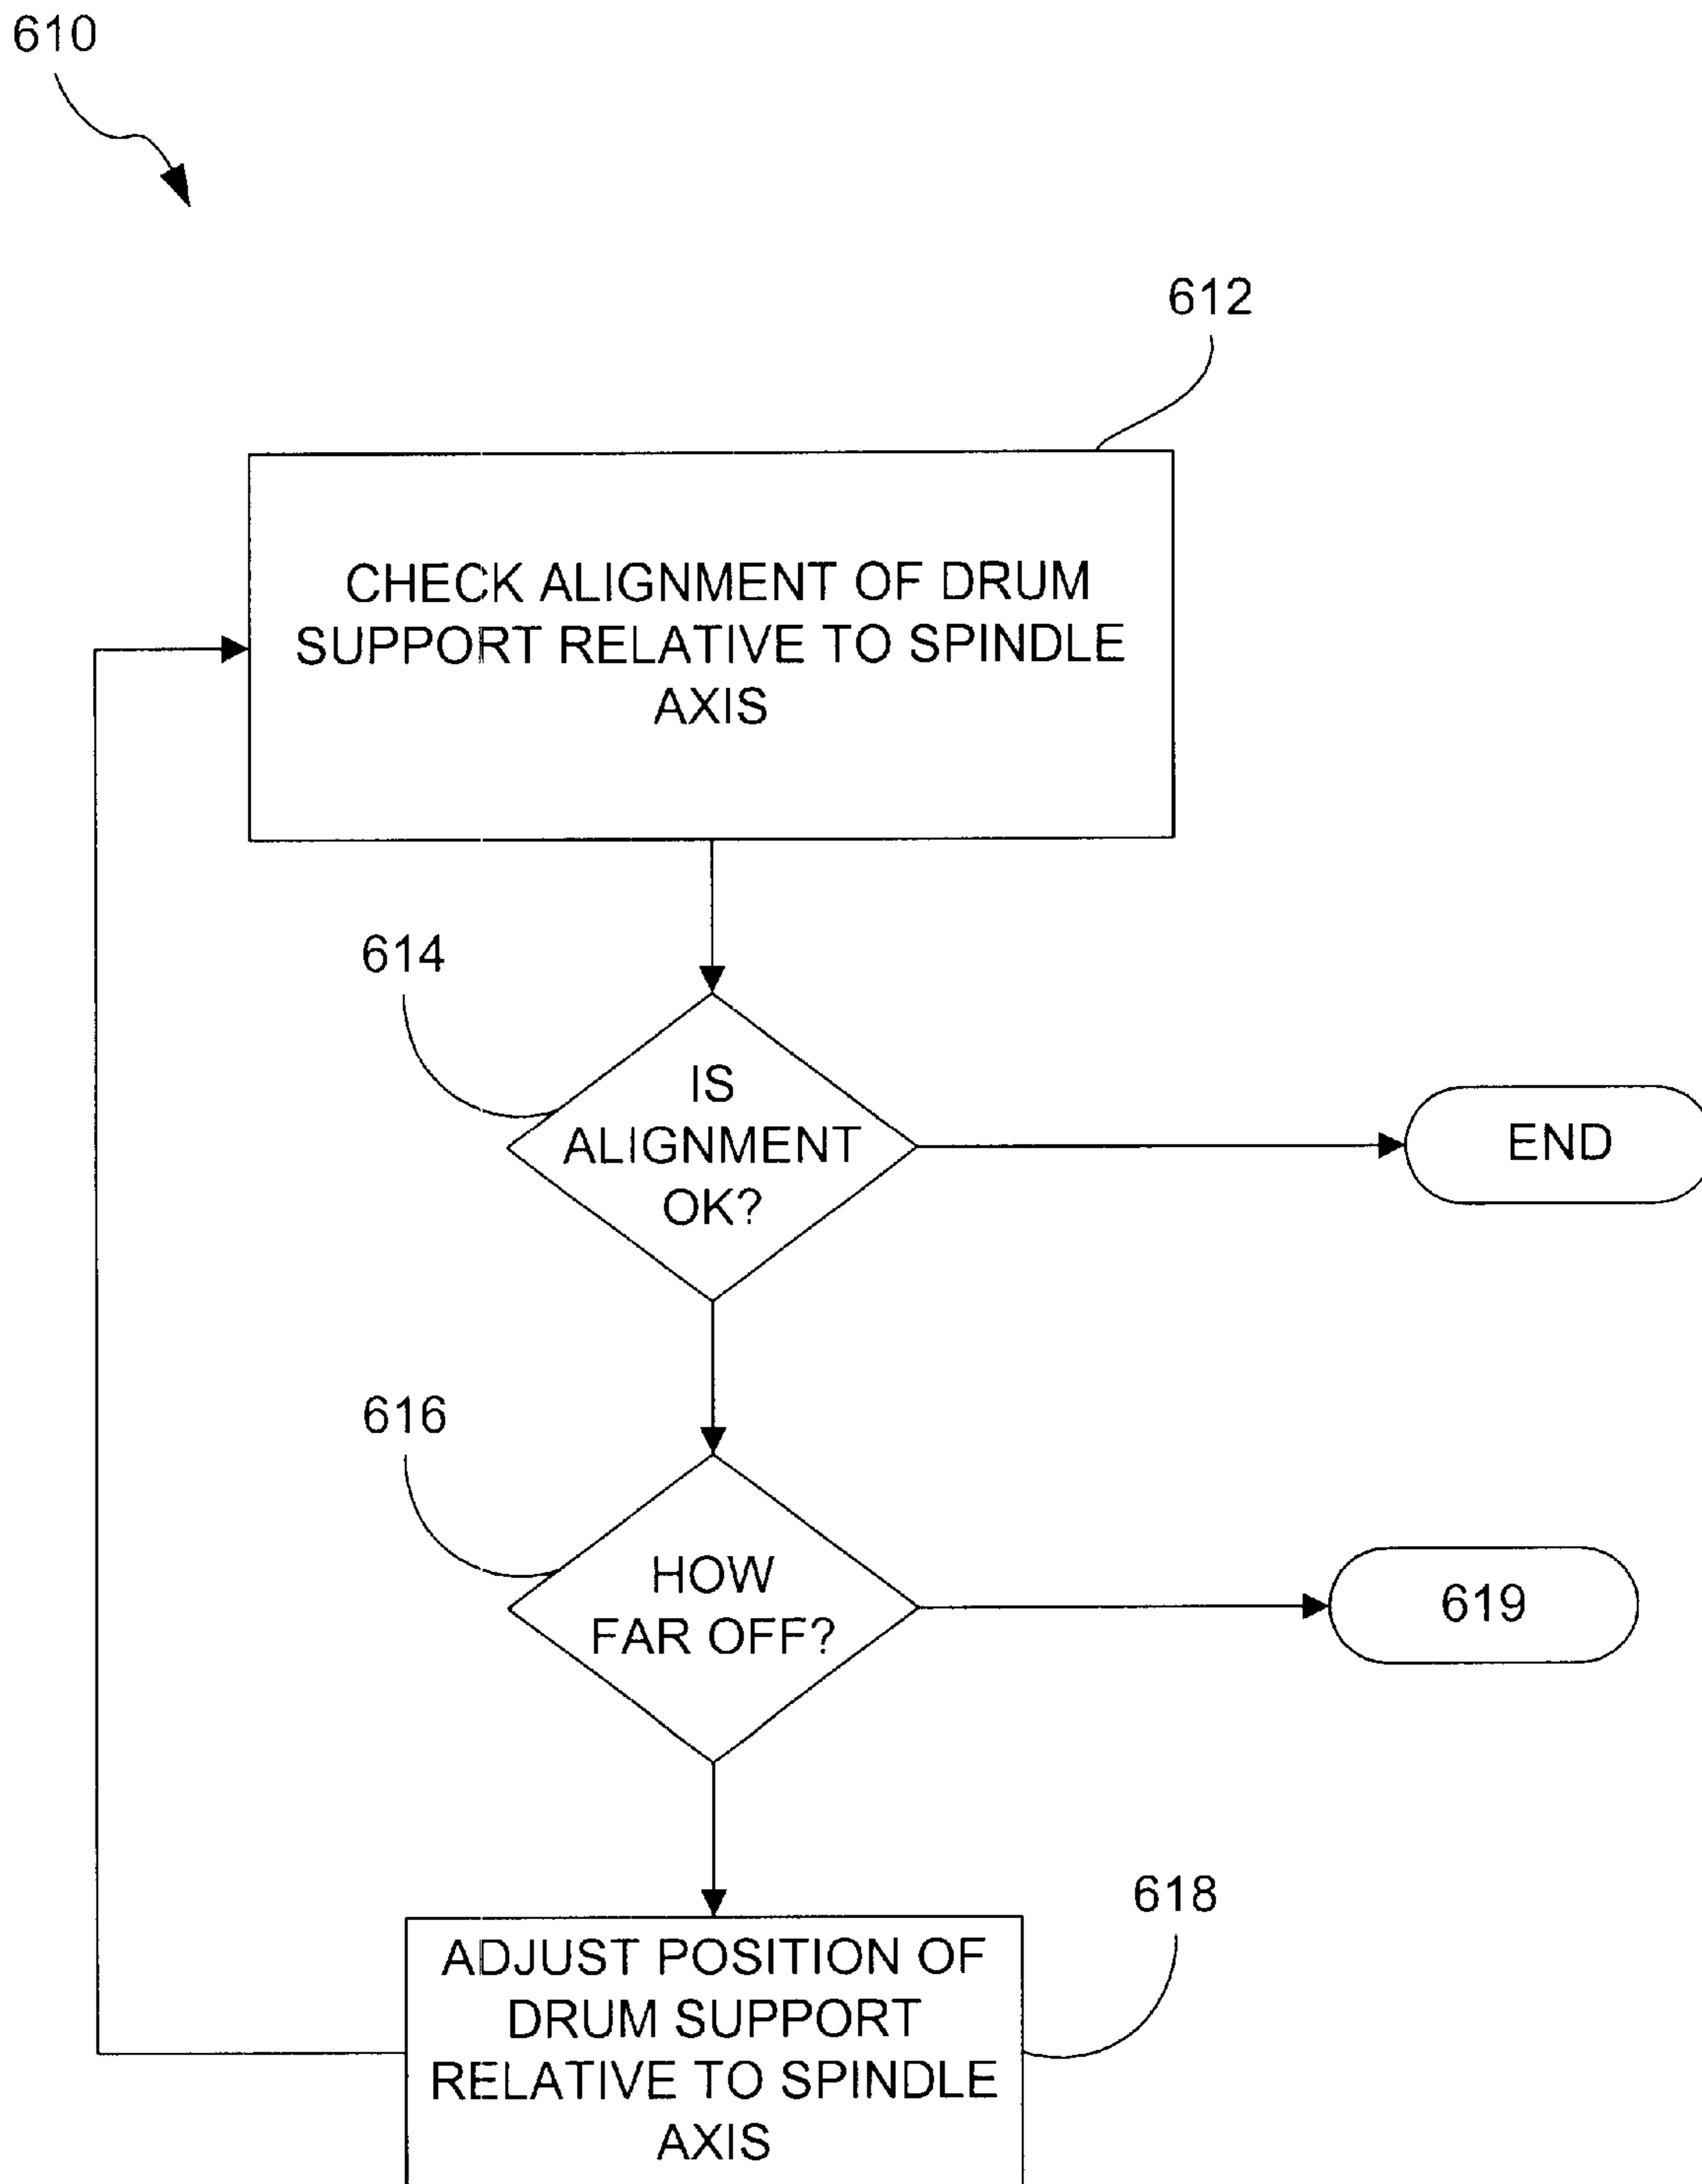 610
612
CHECK ALIGNMENT OF DRUM
SUPPORT RELATIVE TO SPINDLE
AXIS
614
IS
ALIGNMENT
OK?
END
616
HOW
FAR OFF?
619
618
ADJUST POSITION OF
DRUM SUPPORT
RELATIVE TO SPINDLE
AXIS